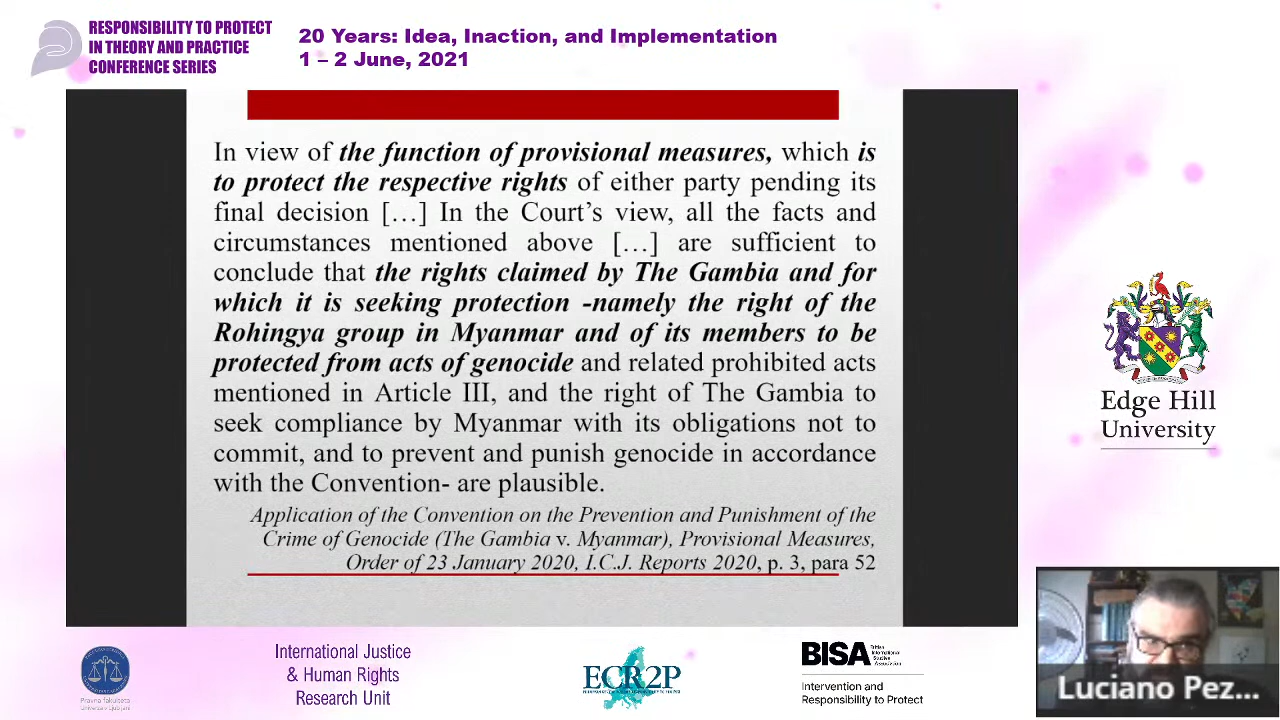 RESPONSIBILITY TO PROTECT
IN THEORY AND PRACTICE
CONFERENCE SERIES
20 Years: Idea, Inaction, and Implementation
1 – 2 June, 2021
In view of the function of provisional measures, which is
to protect the respective rights of either party pending its
final decision […] In the Court's view, all the facts and
circumstances mentioned above […] are sufficient to
conclude that the rights claimed by The Gambia and for
which it is seeking protection -namely the right of the
Rohingya group in Myanmar and of its members to be
protected from acts of genocide and related prohibited acts
mentioned in Article III, and the right of The Gambia to
seek compliance by Myanmar with its obligations not to
commit, and to prevent and punish genocide in accordance
with the Convention- are plausible.
Application of the Convention on the Prevention and Punishment of the
Crime of Genocide (The Gambia v. Myanmar), Provisional Measures,
Order of 23 January 2020, I.C.J. Reports 2020, p. 3, para 52
Edge Hill
University
Luciano Pez...
Pravna fakulteta
Univerza v Ljubljani
International Justice
& Human Rights
Research Unit
ECR2P
BISA
British
International
Studies
Association
Intervention and
Responsibility to Protect